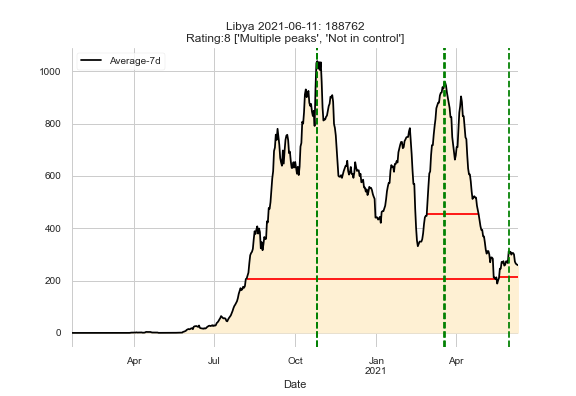 Libya 2021-06-11: 188762
Rating:8 ['Multiple peaks', 'Not in control']
Average-7d
1000
800
600
400
200
0
Apr
Jul
Oct
Jan
2021
Apr
Date